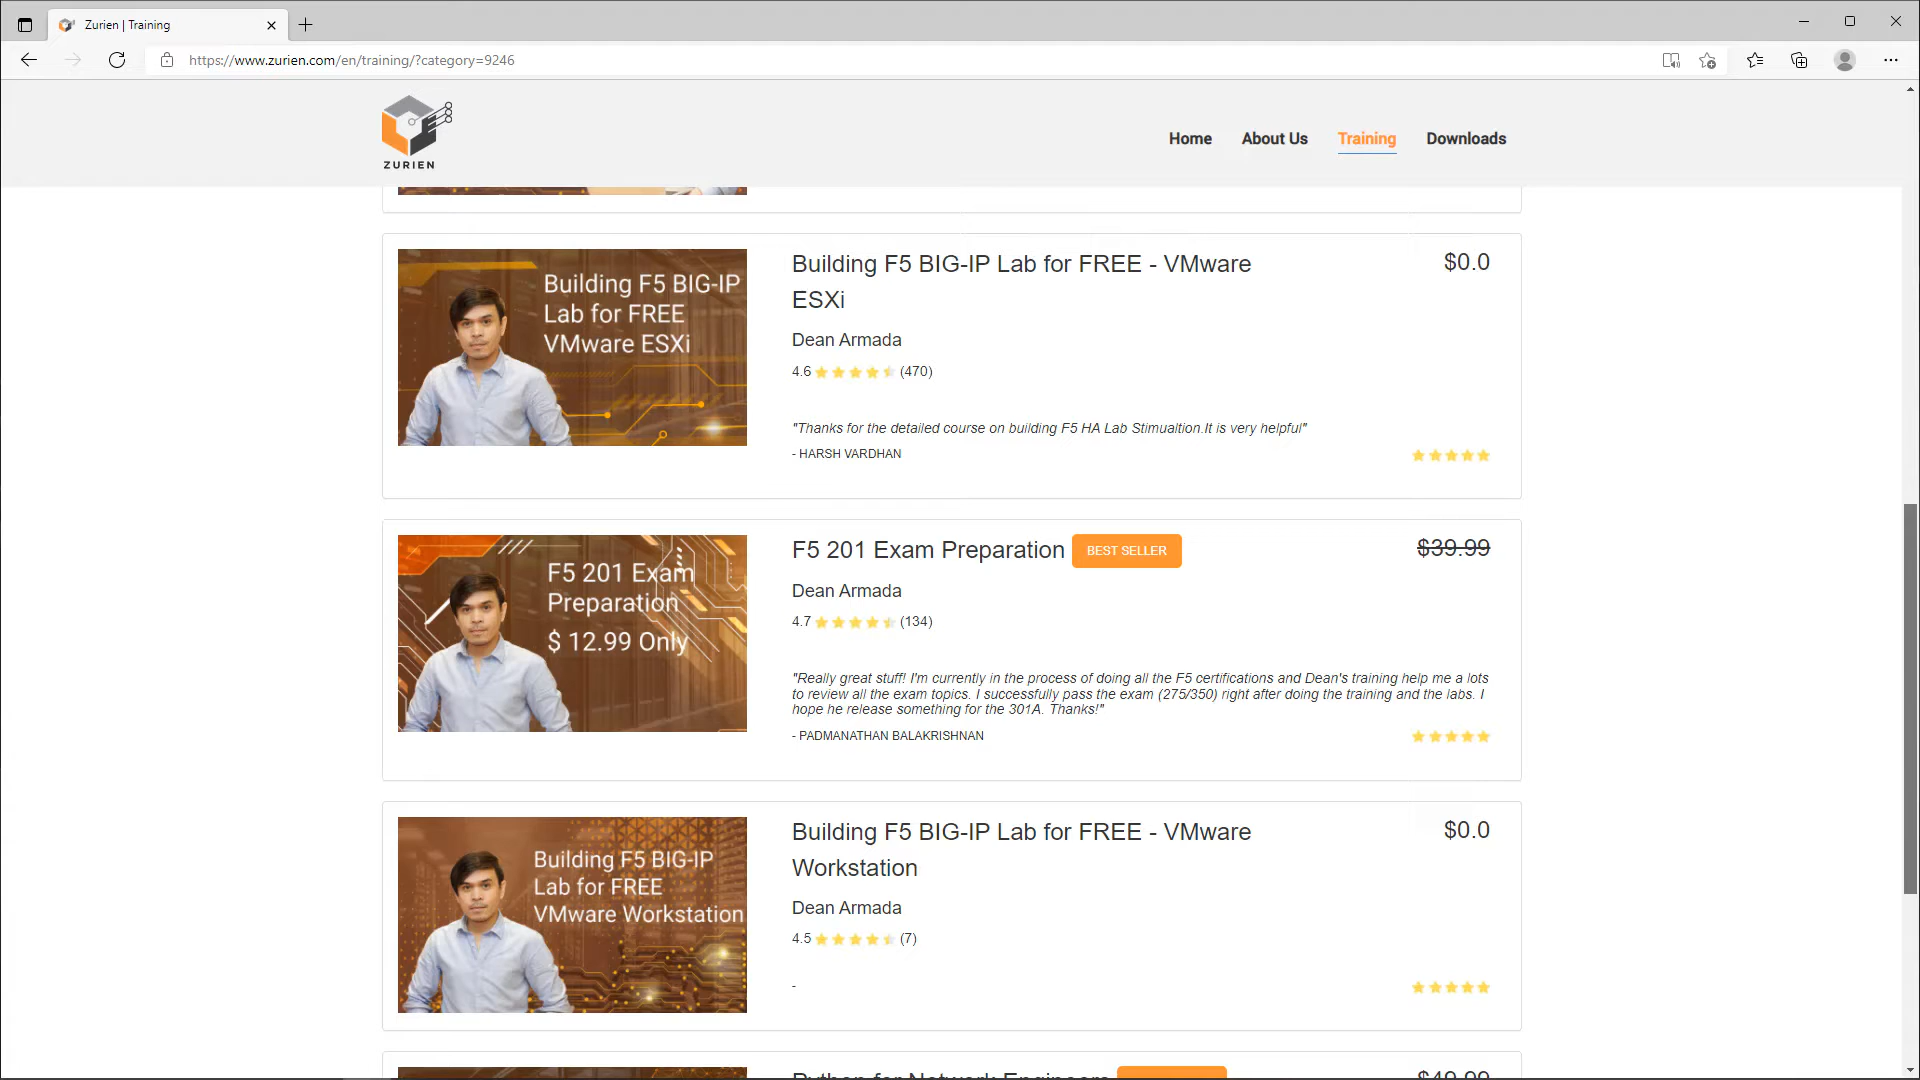 Zurien | Training
https://www.zurien.com/en/training/?category=9246
ZURIEN
Home About Us Training Downloads
Building F5 BIG-IP
Lab for FREE
VMware ESXi
Building F5 BIG-IP Lab for FREE - VMware
ESXi
$0.0
Dean Armada
4.6 (470)
"Thanks for the detailed course on building F5 HA Lab Stimualtion.It is very helpful"
- HARSH VARDHAN
F5 201 Exam
Preparation
$ 12.99 Only
F5 201 Exam Preparation BEST SELLER
$39.99
Dean Armada
4.7 (134)
"Really great stuff! I'm currently in the process of doing all the F5 certifications and Dean's training help me a lots
to review all the exam topics. I successfully pass the exam (275/350) right after doing the training and the labs. I
hope he release something for the 301A. Thanks!"
- PADMANATHAN BALAKRISHNAN
Building F5 BIG-IP
Lab for FREE
VMware Workstation
Building F5 BIG-IP Lab for FREE - VMware
Workstation
$0.0
Dean Armada
4.5 (7)
-
Python for Network Engineers
$49.99